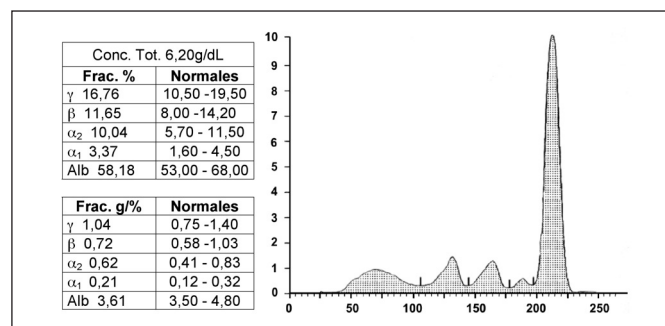 Conc. Tot. 6,20g/dL
Frac. % Normales
γ 16,76 10,50 -19,50
β 11,65 8,00 -14,20
α2 10,04 5,70 - 11,50
α1 3,37 1,60 - 4,50
Alb 58,18 53,00 - 68,00
Frac. g/% Normales
γ 1,04 0,75 -1,40
β 0,72 0,58 -1,03
α2 0,62 0,41 - 0,83
α1 0,21 0,12 - 0,32
Alb 3,61 3,50 - 4,80
10
9
8
7
6
5
4
3
2
1
0
0 50 100 150 200 250